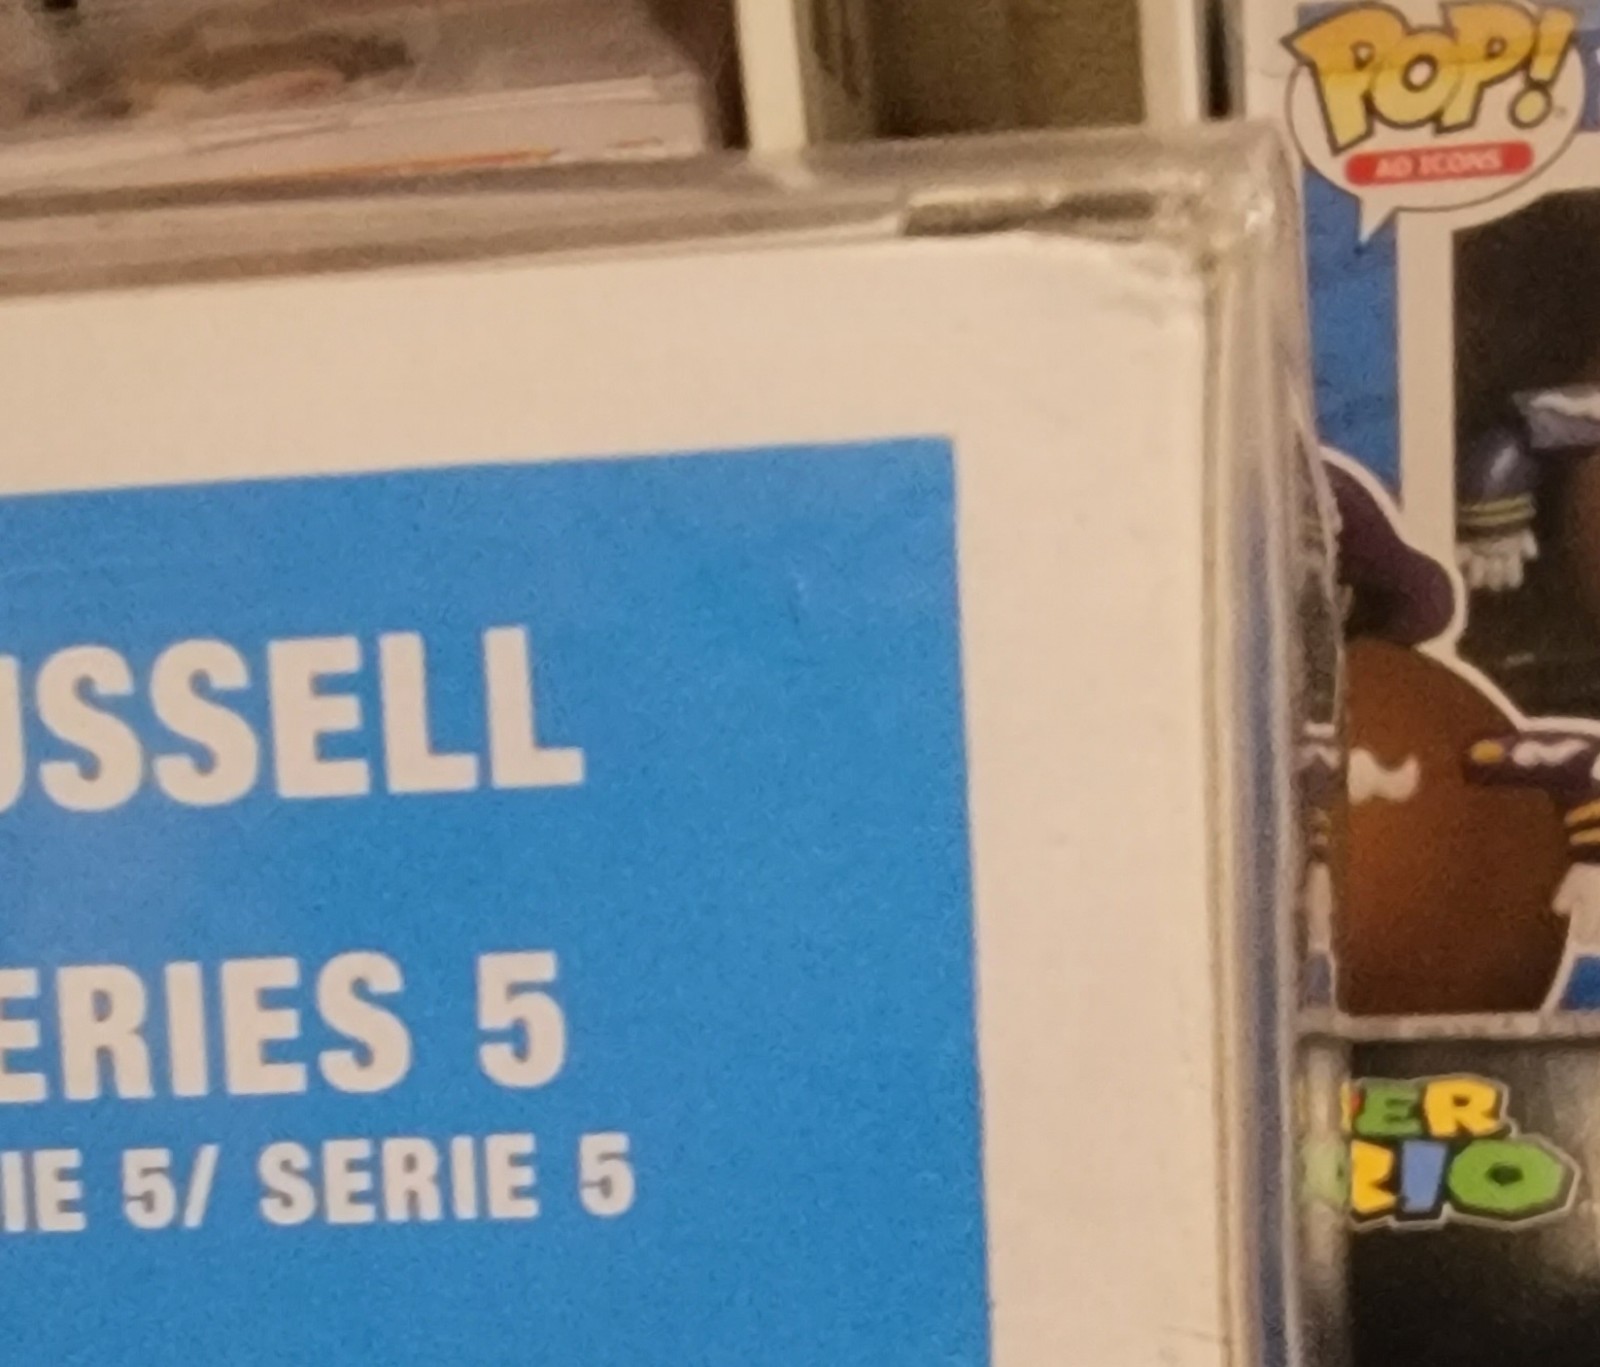 POP!
AD ICONS
USSELL
ERIES 5
IE 5/ SERIE 5
ER
RIO